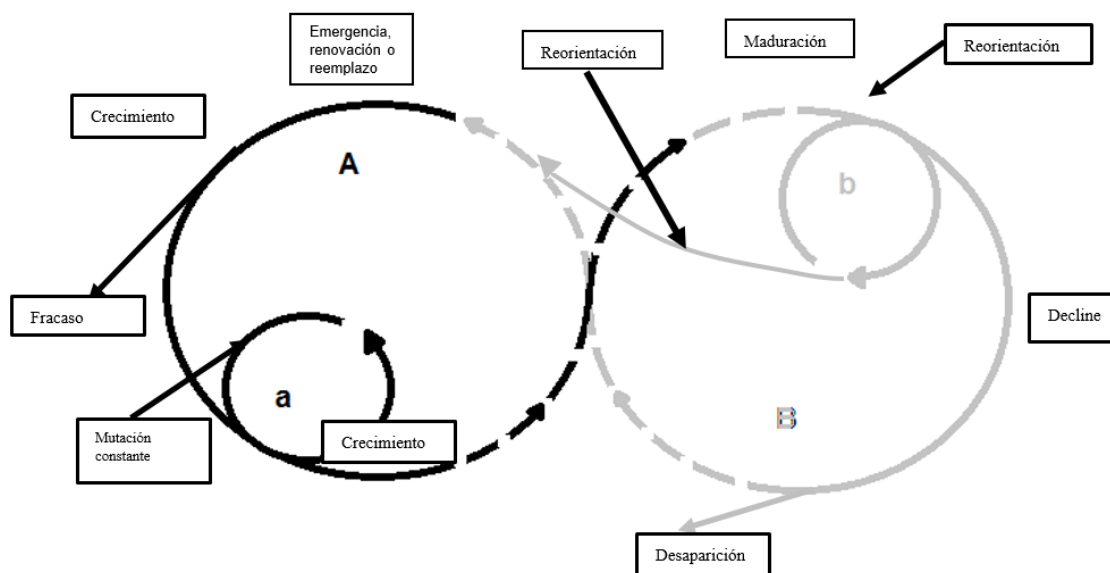 Emergencia,
renovación o
reemplazo
Reorientación
Maduración
Reorientación
Crecimiento
A
b
Fracaso
Decline
a
Mutación
constante
Crecimiento
B
Desaparición